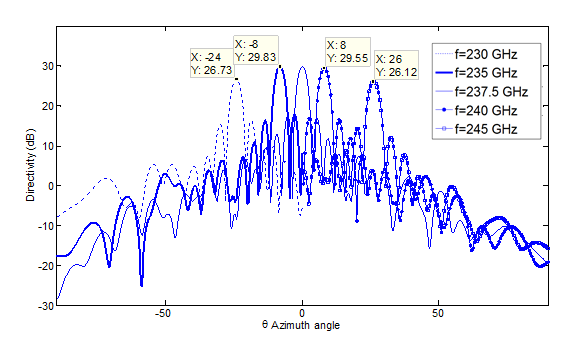 X: -24
Y: 26.73
X: -8
Y: 29.83
X: 8
Y: 29.55
X: 26
Y: 26.12
f=230 GHz
f=235 GHz
f=237.5 GHz
f=240 GHz
f=245 GHz
Directivity (dB)
30
20
10
0
-10
-20
-30
-50
0
50
θ Azimuth angle